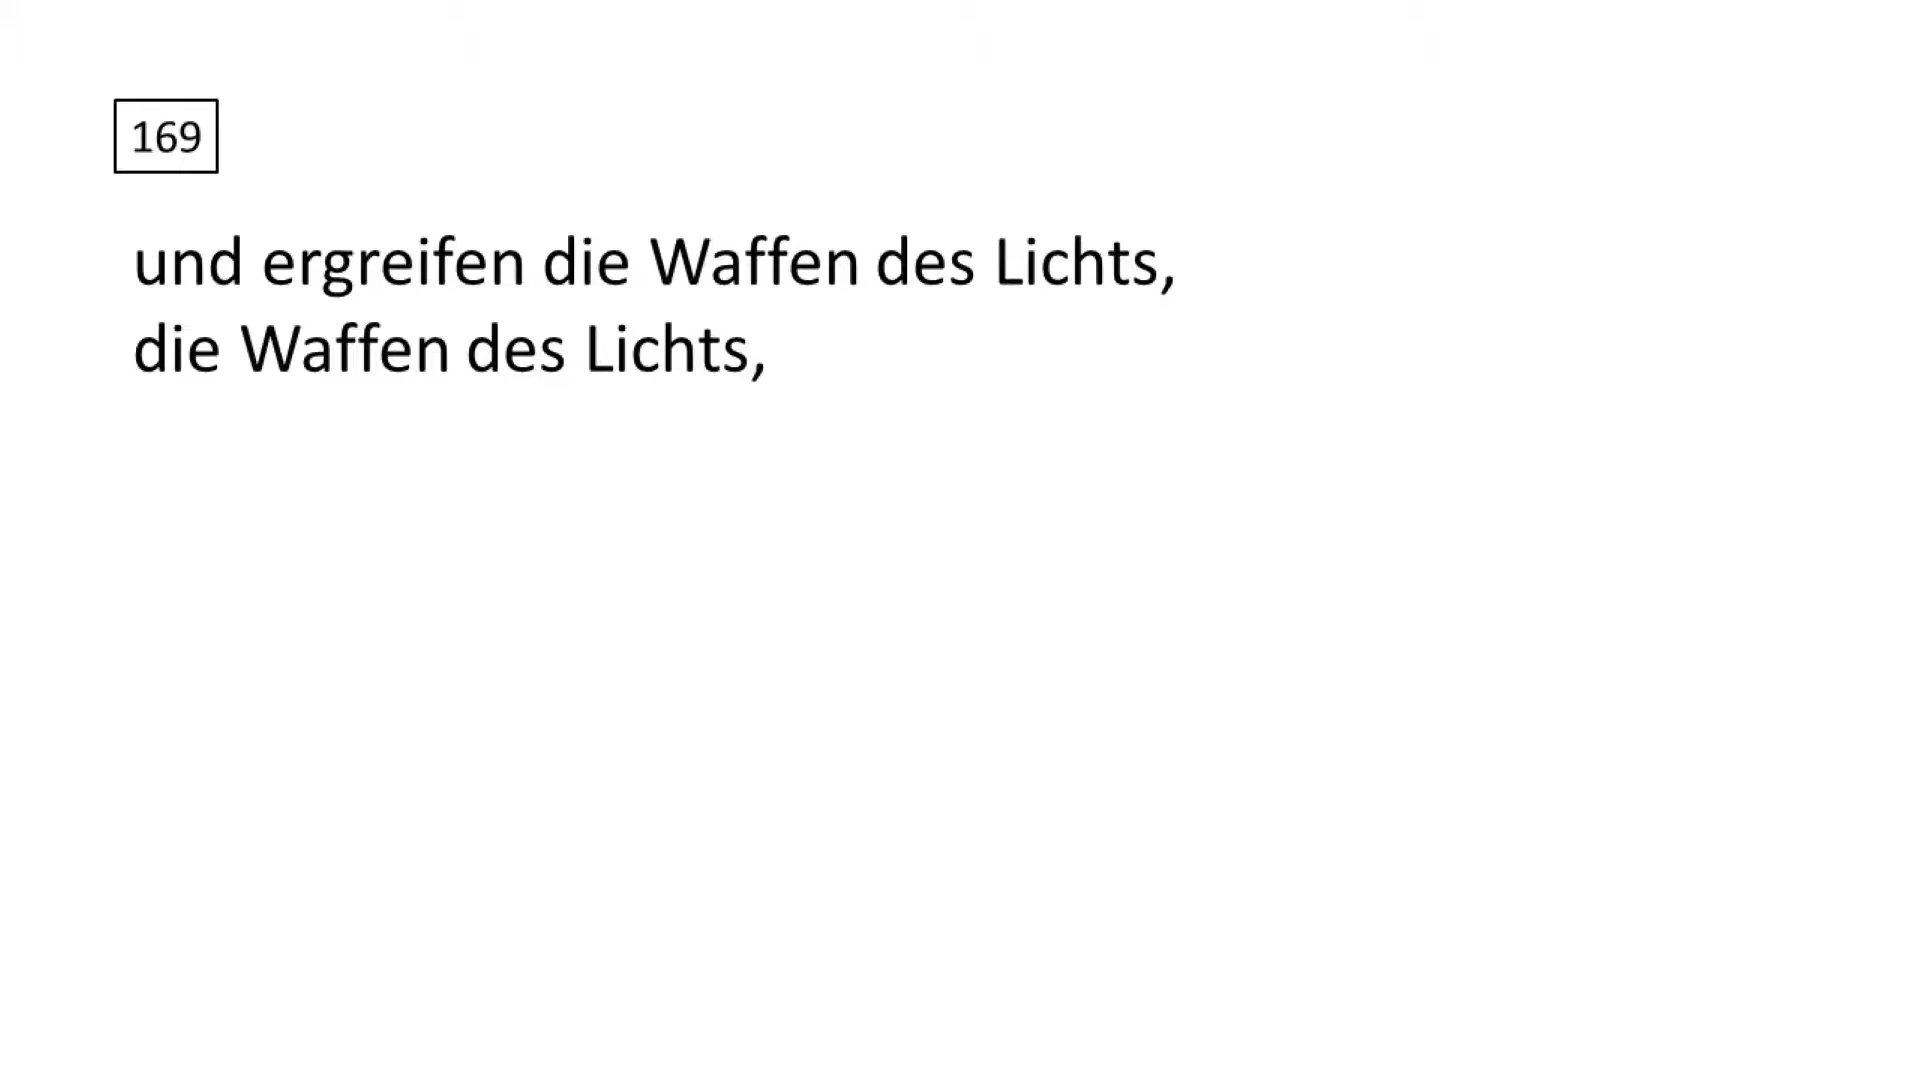 169
und ergreifen die Waffen des Lichts,
die Waffen des Lichts,